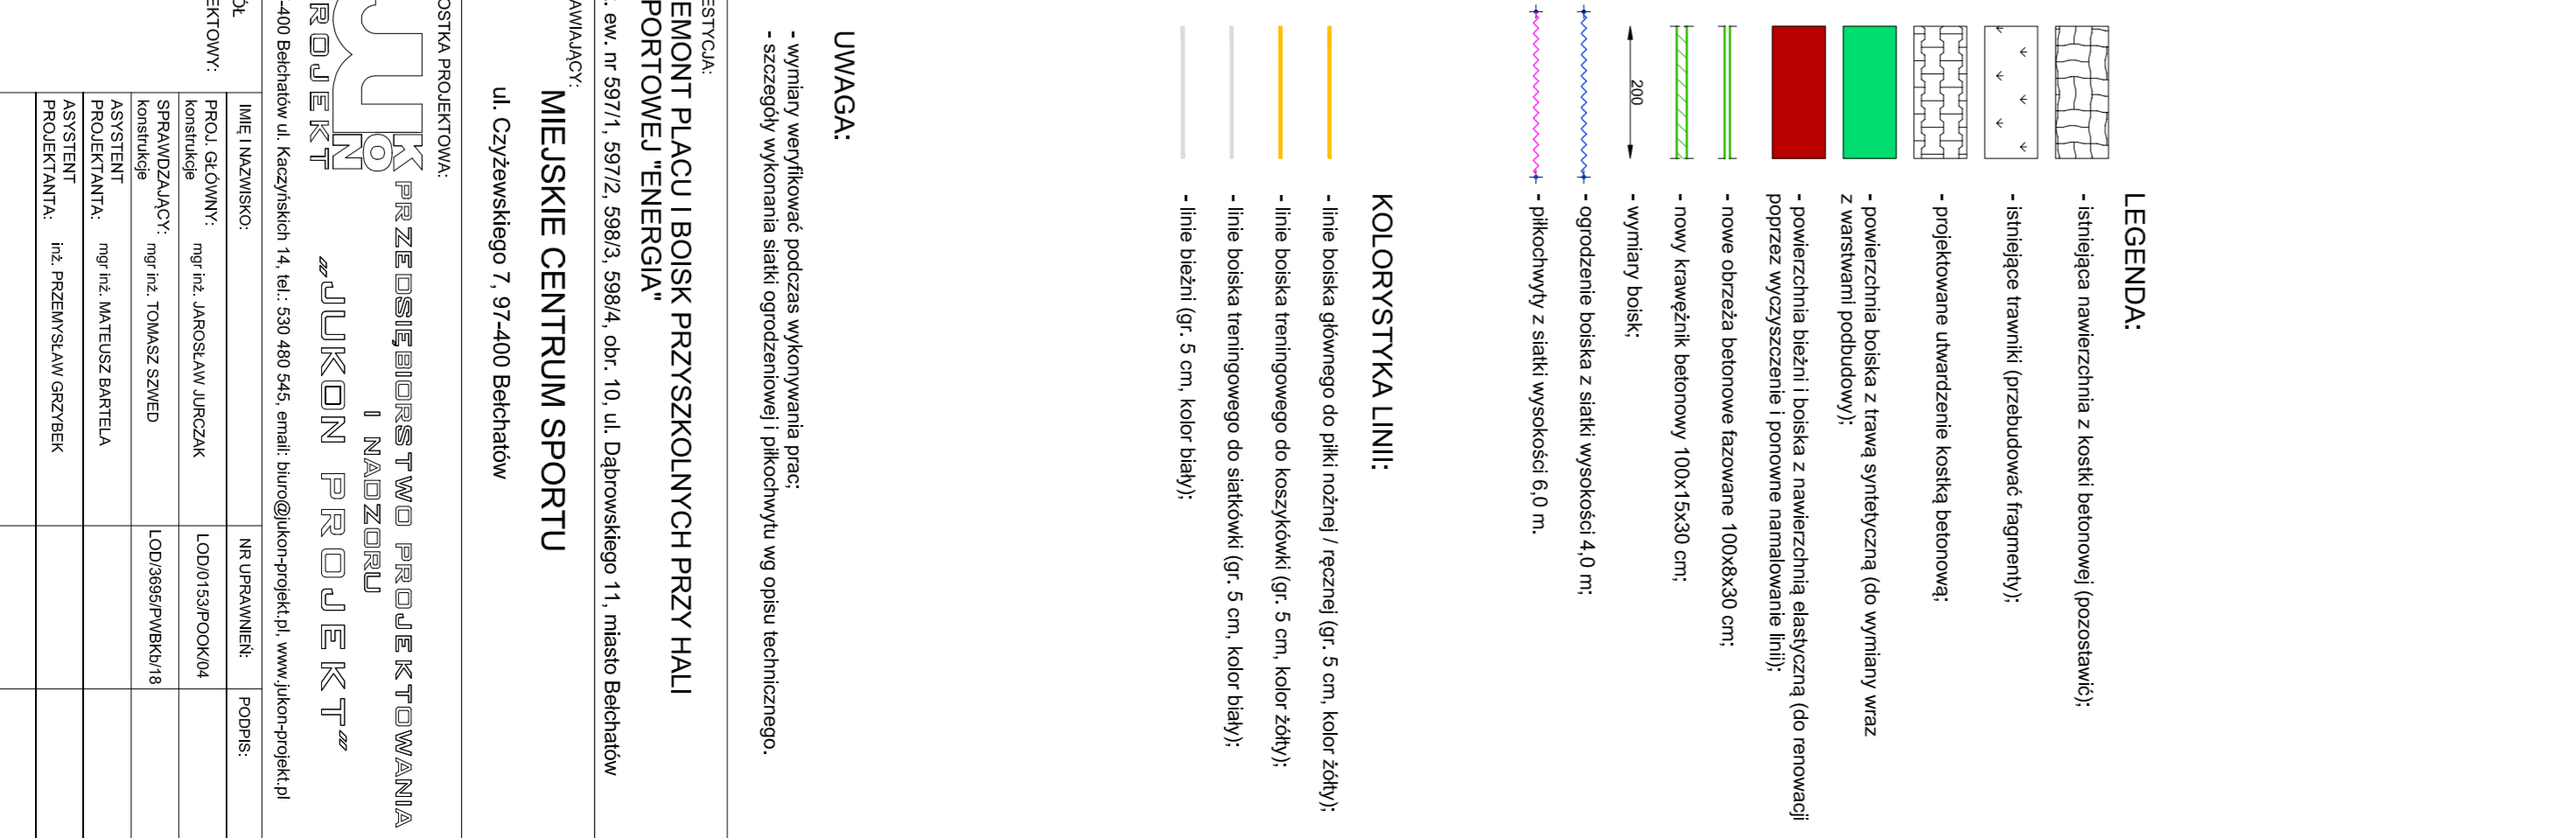 LEGENDA:
- istniejąca nawierzchnia z kostki betonowej (pozostawić);
- istniejące trawniki (przebudować fragmenty);
- projektowane utwardzenie kostką betonową;
- powierzchnia boiska z trawą syntetyczną (do wymiany wraz
z warstwami podbudowy);
- powierzchnia bieżni i boiska z nawierzchnią elastyczną (do renowacji
poprzez wyczyszczenie i ponowne namalowanie linii);
- nowe obrzeża betonowe fazowane 100x8x30 cm;
- nowy krawężnik betonowy 100x15x30 cm;
200
- wymiary boisk;
- ogrodzenie boiska z siatki wysokości 4,0 m;
- piłkochwyty z siatki wysokości 6,0 m.
KOLORYSTYKA LINII:
- linie boiska głównego do piłki nożnej / ręcznej (gr. 5 cm, kolor żółty);
- linie boiska treningowego do koszykówki (gr. 5 cm, kolor żółty);
- linie boiska treningowego do siatkówki (gr. 5 cm, kolor biały);
- linie bieżni (gr. 5 cm, kolor biały);
UWAGA:
- wymiary weryfikować podczas wykonywania prac;
- szczegóły wykonania siatki ogrodzeniowej i piłkochwytu wg opisu technicznego.
ESTYCJA:
EMONT PLACU I BOISK PRZYSZKOLNYCH PRZY HALI
PORTOWEJ "ENERGIA"
. ew. nr 597/1, 597/2, 598/3, 598/4, obr. 10, ul. Dąbrowskiego 11, miasto Bełchatów
AWIAJĄCY:
MIEJSKIE CENTRUM SPORTU
ul. Czyżewskiego 7, 97-400 Bełchatów
OSTKA PROJEKTOWA:
JUKON
ROJEKT
PRZEDSIĘBIORSTWO PROJEKTOWANIA
I NADZORU
„JUKON PROJEKT”
-400 Bełchatów ul. Kaczyńskich 14, tel.: 530 480 545, email: biuro@jukon-projekt.pl, www.jukon-projekt.pl
ÓŁ
EKTOWY:
IMIĘ I NAZWISKO: NR UPRAWNIEŃ: PODPIS:
PROJ. GŁÓWNY:
konstrukcje mgr inż. JAROSŁAW JURCZAK LOD/0153/POOK/04
SPRAWDZAJĄCY:
konstrukcje mgr inż. TOMASZ SZWED LOD/3695/PWBKb/18
ASYSTENT
PROJEKTANTA: mgr inż. MATEUSZ BARTELA
ASYSTENT
PROJEKTANTA: inż. PRZEMYSŁAW GRZYBEK